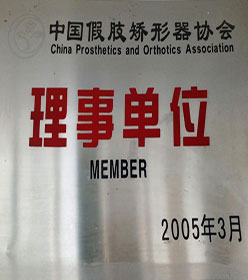 中国假肢矫形器协会
China Prosthetics and Orthotics Association
理事单位
MEMBER
2005年3月